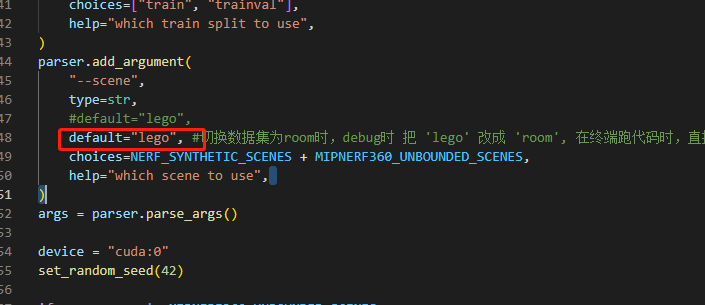 41 choices=["train", "trainval"],
42 help="which train split to use",
43 )
44 parser.add_argument(
45 "--scene",
46 type=str,
47 #default="lego",
48 default="lego", #切换数据集为room时，debug时 把 'lego' 改成 'room', 在终端跑代码时，直接
49 choices=NERF_SYNTHETIC_SCENES + MIPNERF360_UNBOUNDED_SCENES,
50 help="which scene to use",
51 )
52 args = parser.parse_args()
53
54 device = "cuda:0"
55 set_random_seed(42)
56